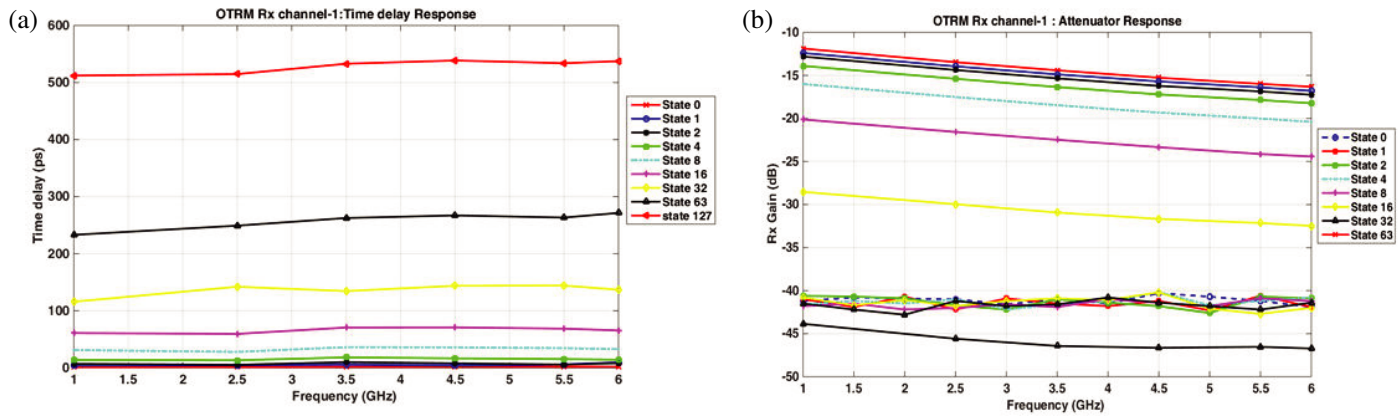 (a)
OTRM Rx channel-1:Time delay Response
Time delay (ps)
600
500
400
300
200
100
0
1
1.5
2
2.5
3
3.5
4
4.5
5
5.5
6
Frequency (GHz)
State 0
State 1
State 2
State 4
State 8
State 16
State 32
State 63
state 127
(b)
OTRM Rx channel-1 : Attenuator Response
Rx Gain (dB)
-10
-15
-20
-25
-30
-35
-40
-45
-50
1
1.5
2
2.5
3
3.5
4
4.5
5
5.5
6
Frequency (GHz)
State 0
State 1
State 2
State 4
State 8
State 16
State 32
State 63